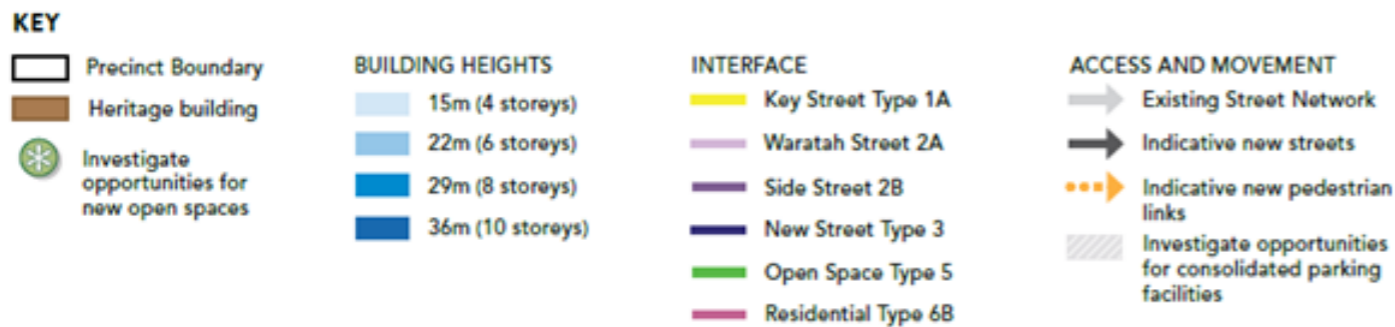 KEY
Precinct Boundary
Heritage building
Investigate
opportunities for
new open spaces
BUILDING HEIGHTS
15m (4 storeys)
22m (6 storeys)
29m (8 storeys)
36m (10 storeys)
INTERFACE
Key Street Type 1A
Waratah Street 2A
Side Street 2B
New Street Type 3
Open Space Type 5
Residential Type 6B
ACCESS AND MOVEMENT
Existing Street Network
Indicative new streets
Indicative new pedestrian
links
Investigate opportunities
for consolidated parking
facilities